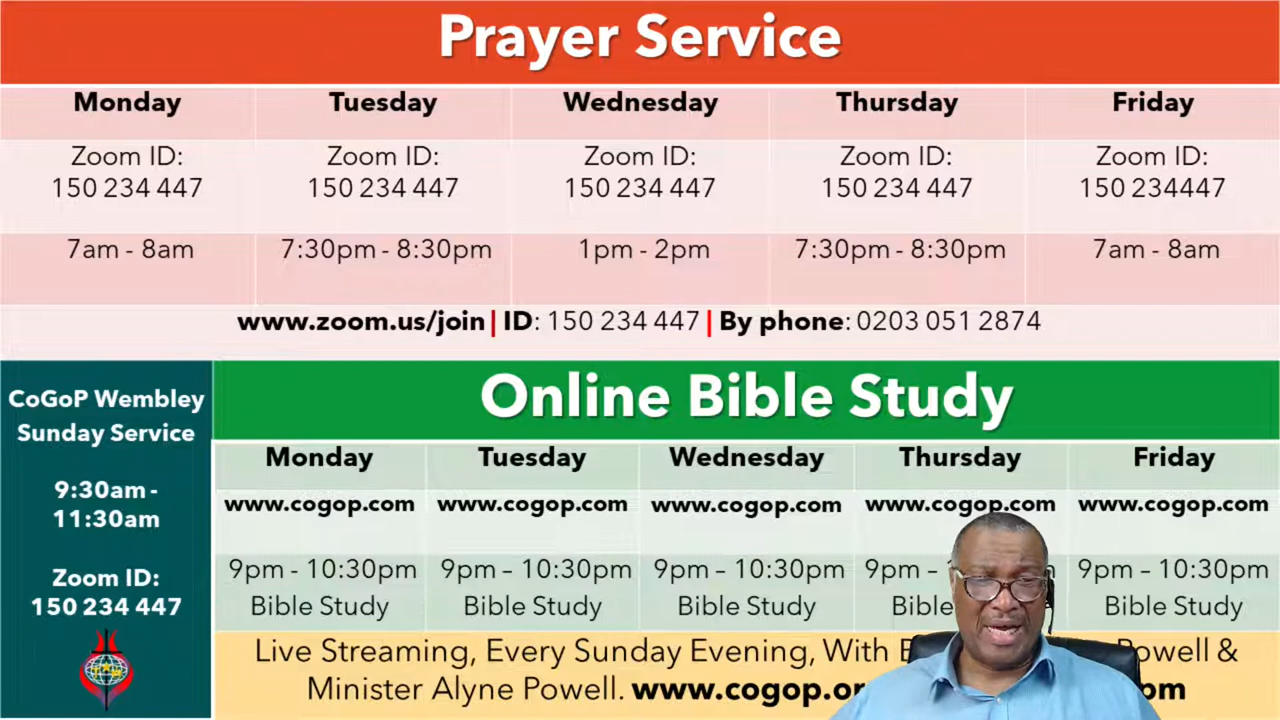 Prayer Service
Monday Tuesday Wednesday Thursday Friday
Zoom ID: Zoom ID: Zoom ID: Zoom ID: Zoom ID:
150 234 447 150 234 447 150 234 447 150 234 447 150 234447
7am - 8am 7:30pm - 8:30pm 1pm - 2pm 7:30pm - 8:30pm 7am - 8am
www.zoom.us/join | ID: 150 234 447 | By phone: 0203 051 2874
CoGoP Wembley
Sunday Service
9:30am -
11:30am
Zoom ID:
150 234 447
Online Bible Study
Monday Tuesday Wednesday Thursday Friday
www.cogop.com www.cogop.com www.cogop.com www.cogop.com www.cogop.com
9pm - 10:30pm 9pm – 10:30pm 9pm – 10:30pm 9pm – 9pm – 10:30pm
Bible Study Bible Study Bible Study Bible Bible Study
Live Streaming, Every Sunday Evening, With Powell &
Minister Alyne Powell.